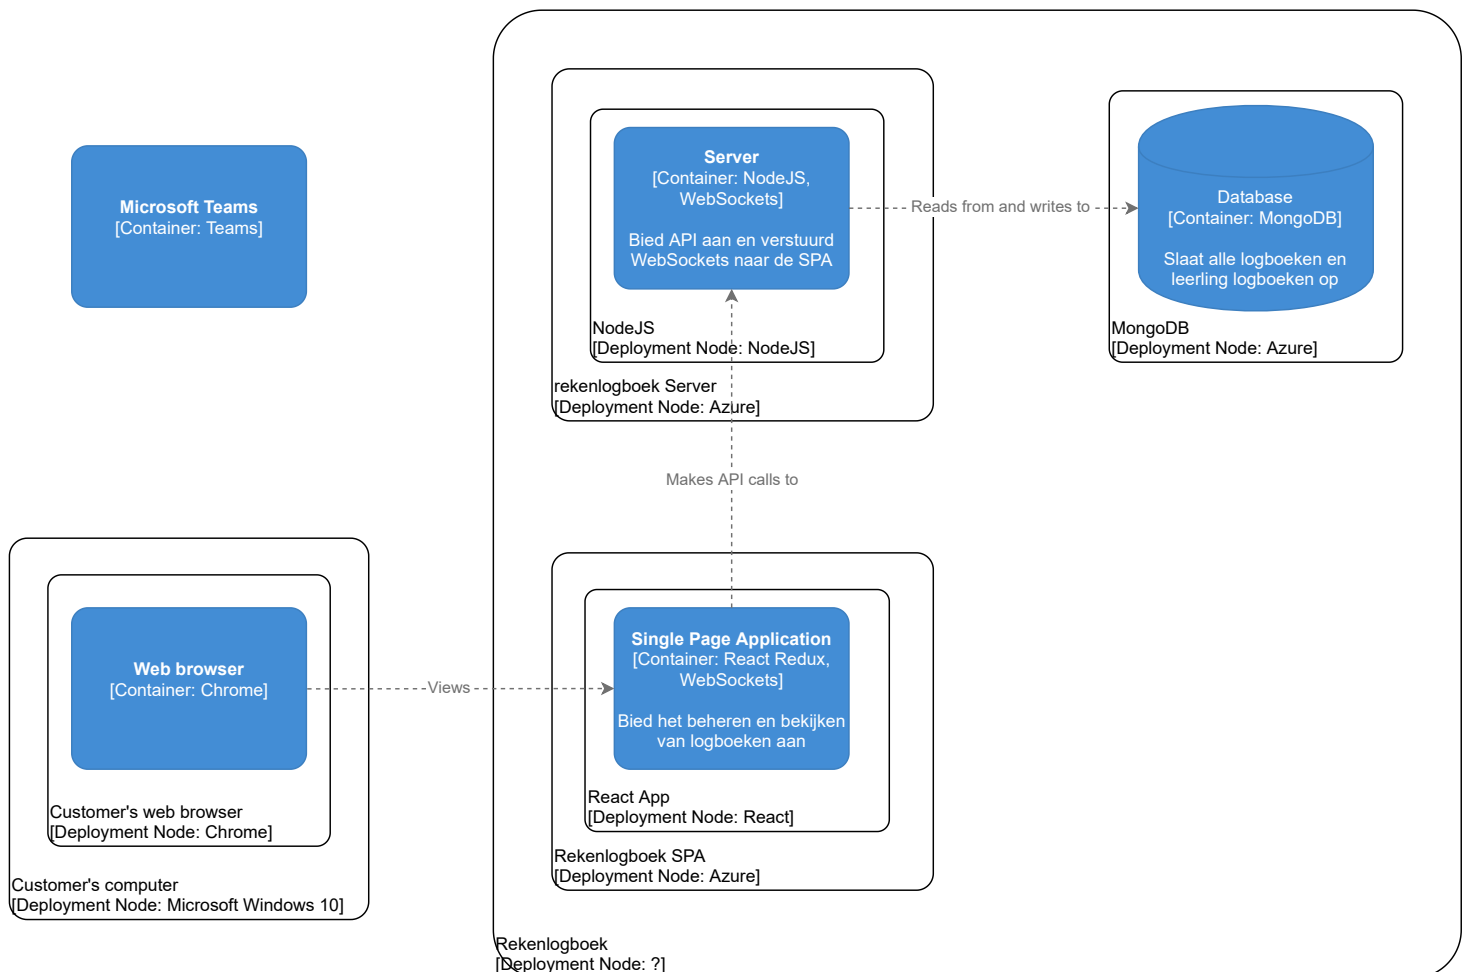 Server
[Container: NodeJS,
WebSockets]
Bied API aan en verstuurd
WebSockets naar de SPA
NodeJS
[Deployment Node: NodeJS]
rekenlogboek Server
[Deployment Node: Azure]
Reads from and writes to
Database
[Container: MongoDB]
Slaat alle logboeken en
leerling logboeken op
MongoDB
[Deployment Node: Azure]
Microsoft Teams
[Container: Teams]
Makes API calls to
Web browser
[Container: Chrome]
Customer's web browser
[Deployment Node: Chrome]
Customer's computer
[Deployment Node: Microsoft Windows 10]
Views
Single Page Application
[Container: React Redux,
WebSockets]
Bied het beheren en bekijken
van logboeken aan
React App
[Deployment Node: React]
Rekenlogboek SPA
[Deployment Node: Azure]
Rekenlogboek
[Deployment Node: ?]